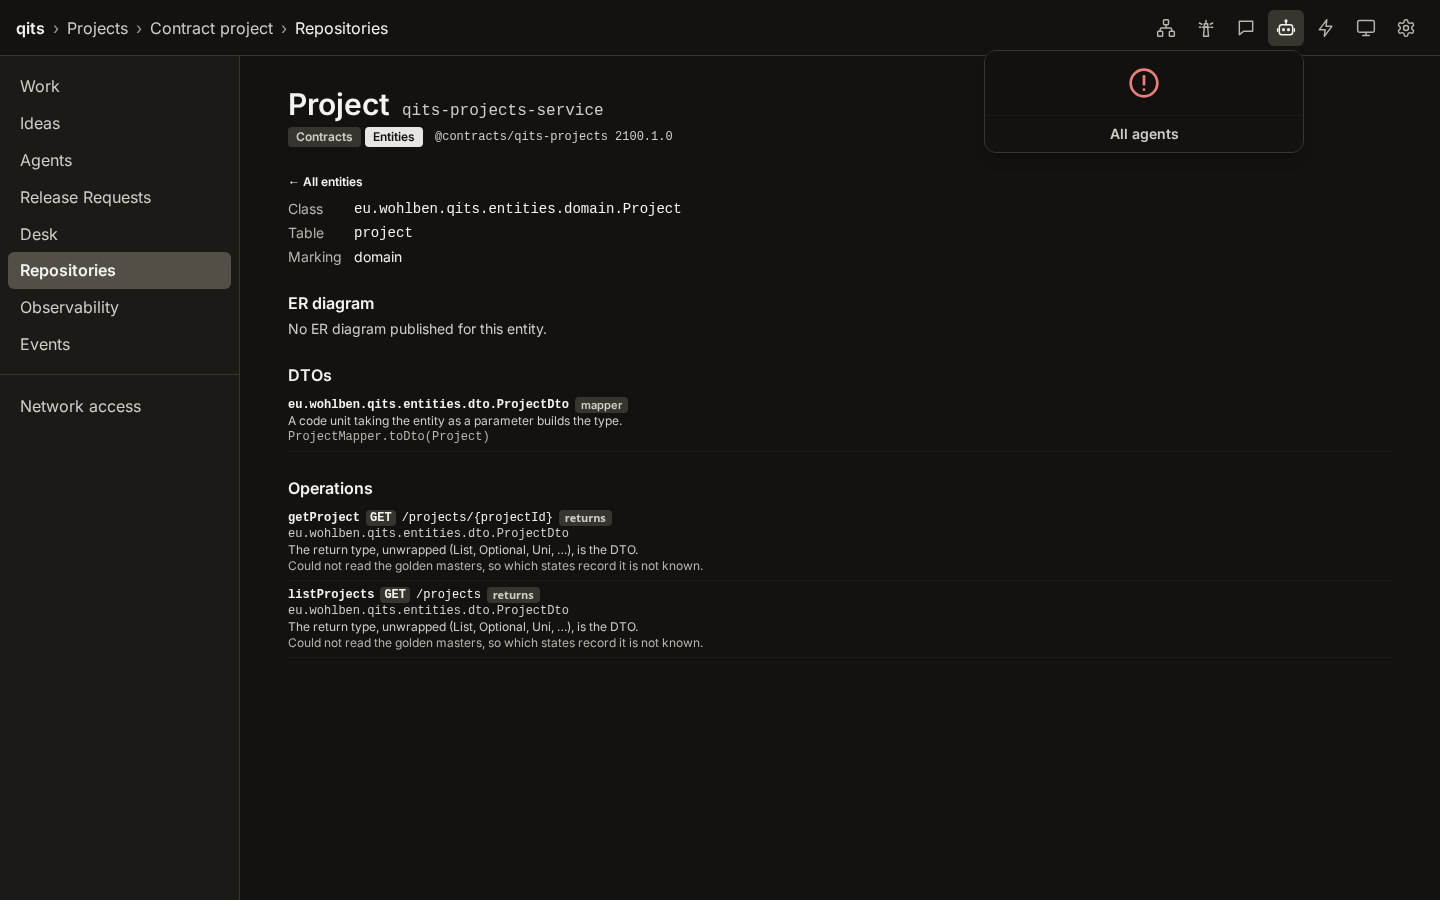 qits › Projects › Contract project › Repositories
All agents
Work
Ideas
Agents
Release Requests
Desk
Repositories
Observability
Events
Network access
Project qits-projects-service
Contracts Entities @contracts/qits-projects 2100.1.0
← All entities
Class eu.wohlben.qits.entities.domain.Project
Table project
Marking domain
ER diagram
No ER diagram published for this entity.
DTOs
eu.wohlben.qits.entities.dto.ProjectDto mapper
A code unit taking the entity as a parameter builds the type.
ProjectMapper.toDto(Project)
Operations
getProject GET /projects/{projectId} returns
eu.wohlben.qits.entities.dto.ProjectDto
The return type, unwrapped (List, Optional, Uni, …), is the DTO.
Could not read the golden masters, so which states record it is not known.
listProjects GET /projects returns
eu.wohlben.qits.entities.dto.ProjectDto
The return type, unwrapped (List, Optional, Uni, …), is the DTO.
Could not read the golden masters, so which states record it is not known.